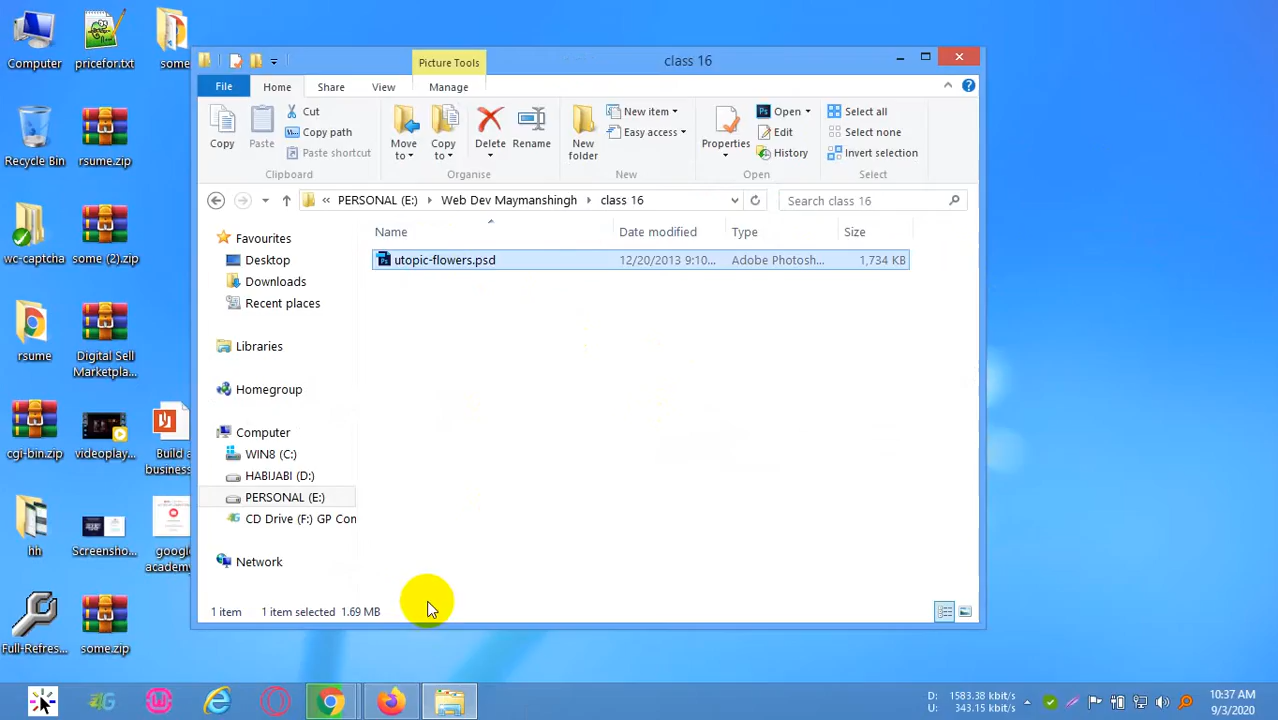 Computer
pricefor.txt
some
Recycle Bin
rsume.zip
wc-captcha
some (2).zip
rsume
Digital Sell
Marketpla...
cgi-bin.zip
videoplay...
Build a
business
hh
Screensho...
google
academy
Full-Refres...
some.zip
Picture Tools
class 16
File
Home
Share
View
Manage
Copy
Paste
Cut
Copy path
Paste shortcut
Clipboard
Move
to
Copy
to
Delete
Rename
Organise
New
folder
New item
Easy access
New
Properties
Open
Edit
History
Open
Select all
Select none
Invert selection
Select
« PERSONAL (E:) Web Dev Maymanshingh class 16
Search class 16
Name Date modified Type Size
utopic-flowers.psd 12/20/2013 9:10... Adobe Photosh... 1,734 KB
Favourites
Desktop
Downloads
Recent places
Libraries
Homegroup
Computer
WIN8 (C:)
HABIJABI (D:)
PERSONAL (E:)
CD Drive (F:) GP Con
Network
1 item 1 item selected 1.69 MB
D: 1583.38 kbit/s
U: 343.15 kbit/s
10:37 AM
9/3/2020